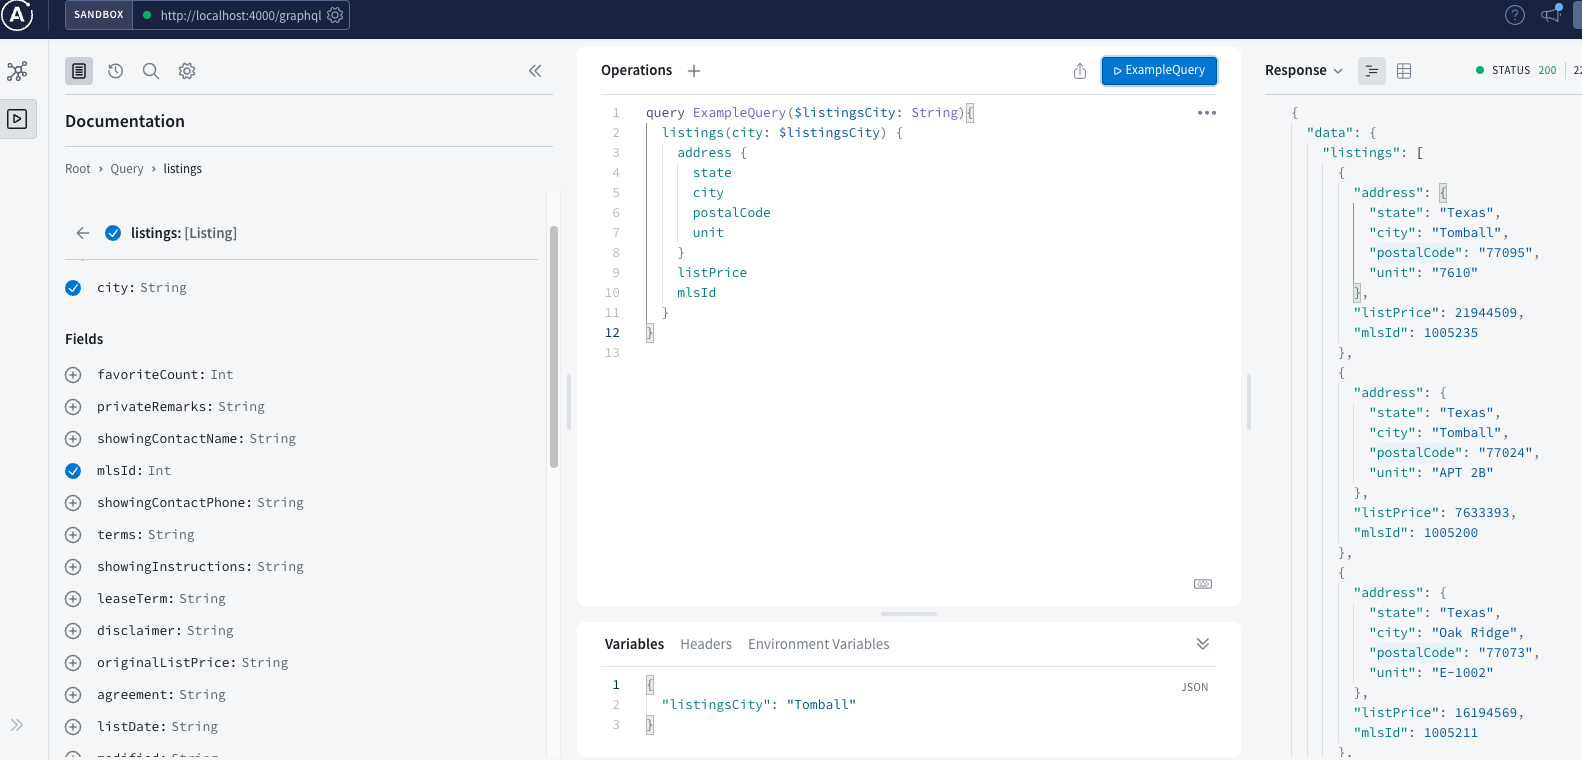 SANDBOX
http://localhost:4000/graphql
Documentation
Root › Query › listings
listings: [Listing]
city: String
Fields
favoriteCount: Int
privateRemarks: String
showingContactName: String
mlsId: Int
showingContactPhone: String
terms: String
showingInstructions: String
leaseTerm: String
disclaimer: String
originalListPrice: String
agreement: String
listDate: String
Operations
ExampleQuery
1 query ExampleQuery($listingsCity: String){
2 listings(city: $listingsCity) {
3 address {
4 state
5 city
6 postalCode
7 unit
8 }
9 listPrice
10 mlsId
11 }
12 }
13
Variables Headers Environment Variables
JSON
1 {
2 "listingsCity": "Tomball"
3 }
Response
STATUS 200
{
"data": {
"listings": [
{
"address": {
"state": "Texas",
"city": "Tomball",
"postalCode": "77095",
"unit": "7610"
},
"listPrice": 21944509,
"mlsId": 1005235
},
{
"address": {
"state": "Texas",
"city": "Tomball",
"postalCode": "77024",
"unit": "APT 2B"
},
"listPrice": 7633393,
"mlsId": 1005200
},
{
"address": {
"state": "Texas",
"city": "Oak Ridge",
"postalCode": "77073",
"unit": "E-1002"
},
"listPrice": 16194569,
"mlsId": 1005211
},